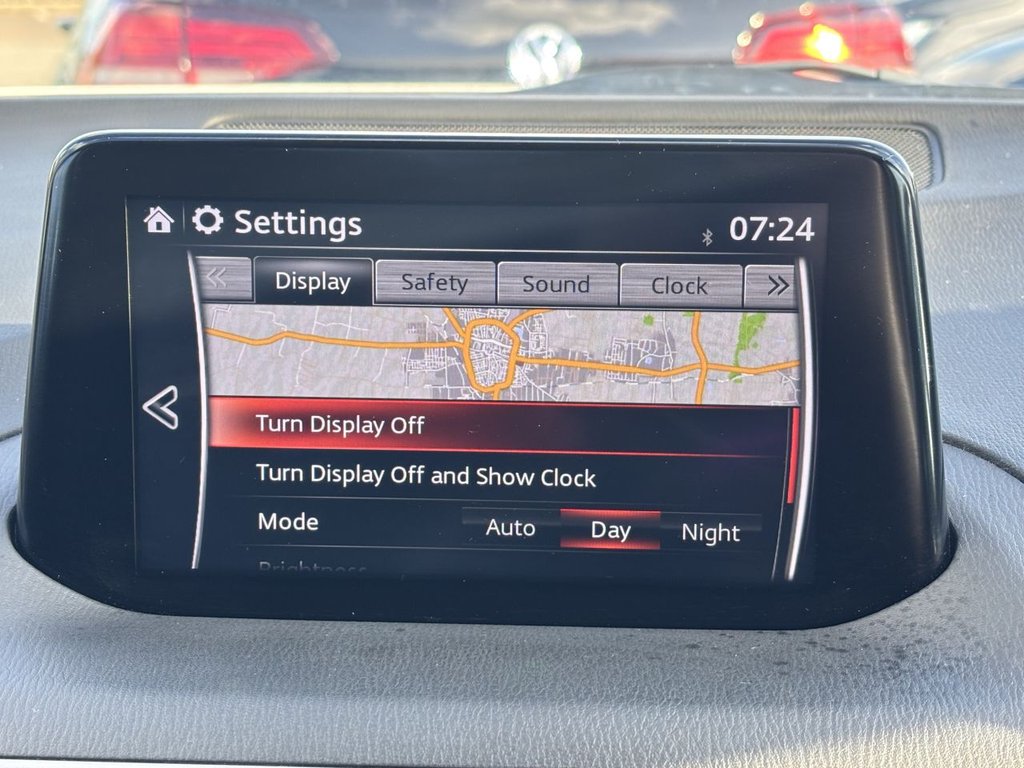 Settings 07:24
Display Safety Sound Clock
Turn Display Off
Turn Display Off and Show Clock
Mode Auto Day Night
Brightness